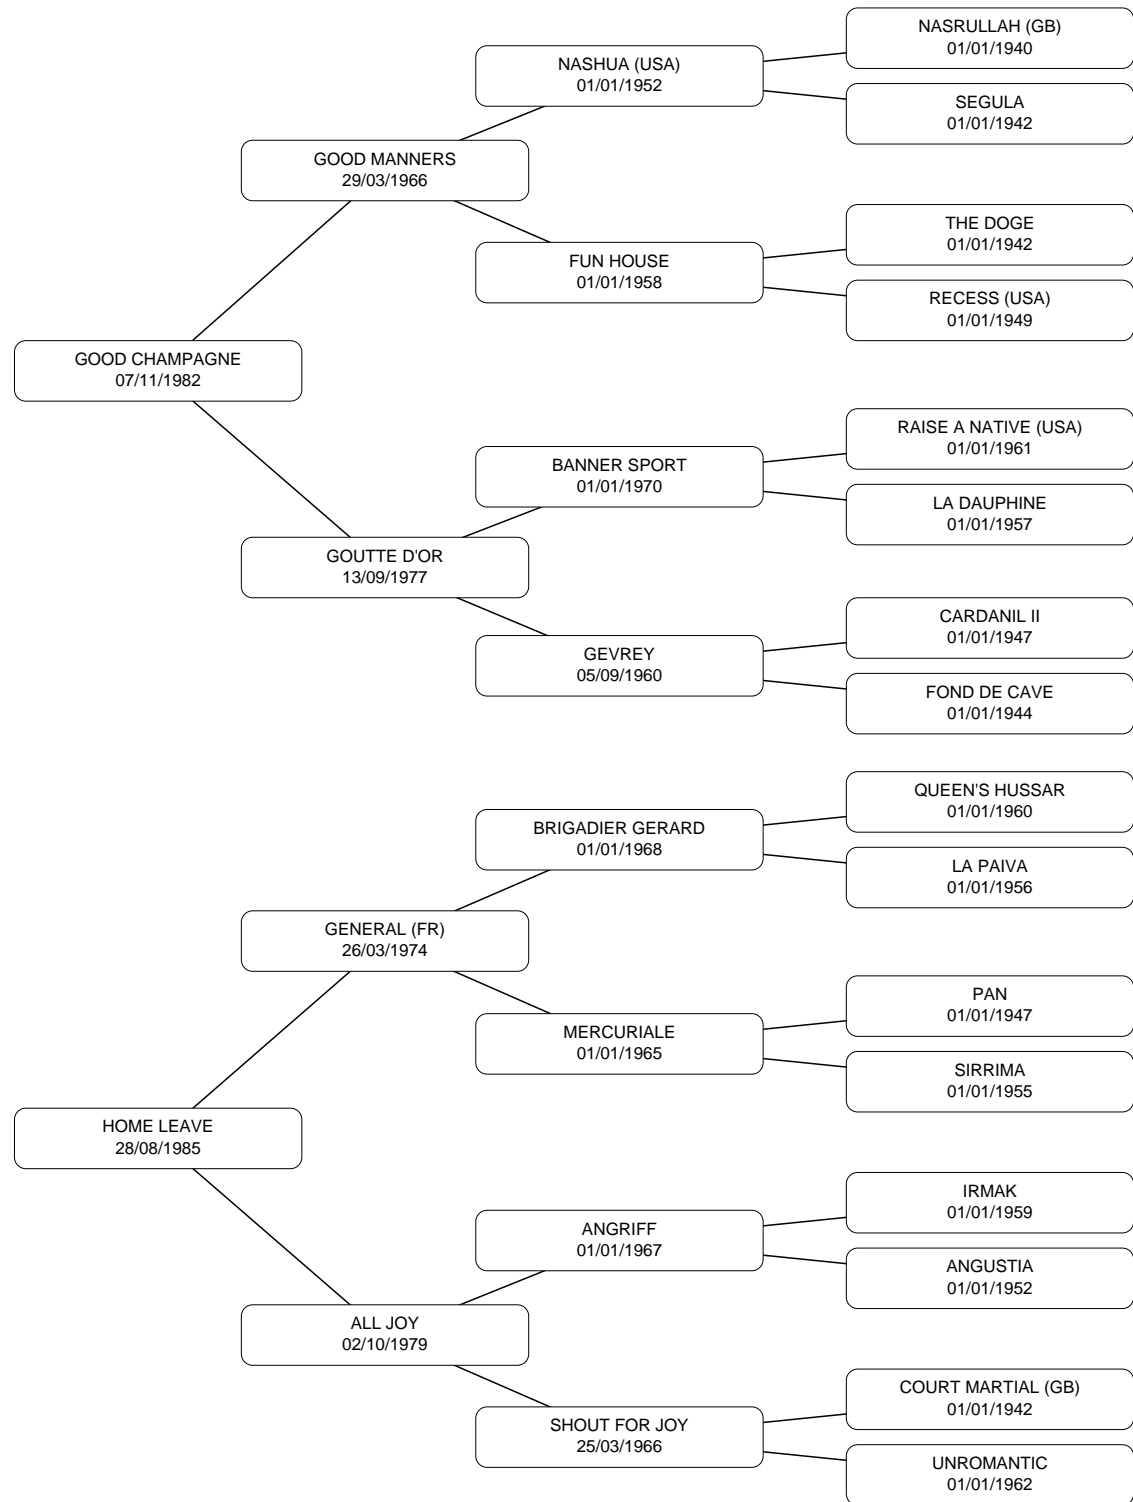 NASRULLAH (GB)
01/01/1940
NASHUA (USA)
01/01/1952
SEGULA
01/01/1942
GOOD MANNERS
29/03/1966
THE DOGE
01/01/1942
FUN HOUSE
01/01/1958
RECESS (USA)
01/01/1949
GOOD CHAMPAGNE
07/11/1982
RAISE A NATIVE (USA)
01/01/1961
BANNER SPORT
01/01/1970
LA DAUPHINE
01/01/1957
GOUTTE D'OR
13/09/1977
CARDANIL II
01/01/1947
GEVREY
05/09/1960
FOND DE CAVE
01/01/1944
QUEEN'S HUSSAR
01/01/1960
BRIGADIER GERARD
01/01/1968
LA PAIVA
01/01/1956
GENERAL (FR)
26/03/1974
PAN
01/01/1947
MERCURIALE
01/01/1965
SIRRIMA
01/01/1955
HOME LEAVE
28/08/1985
IRMAK
01/01/1959
ANGRIFF
01/01/1967
ANGUSTIA
01/01/1952
ALL JOY
02/10/1979
COURT MARTIAL (GB)
01/01/1942
SHOUT FOR JOY
25/03/1966
UNROMANTIC
01/01/1962